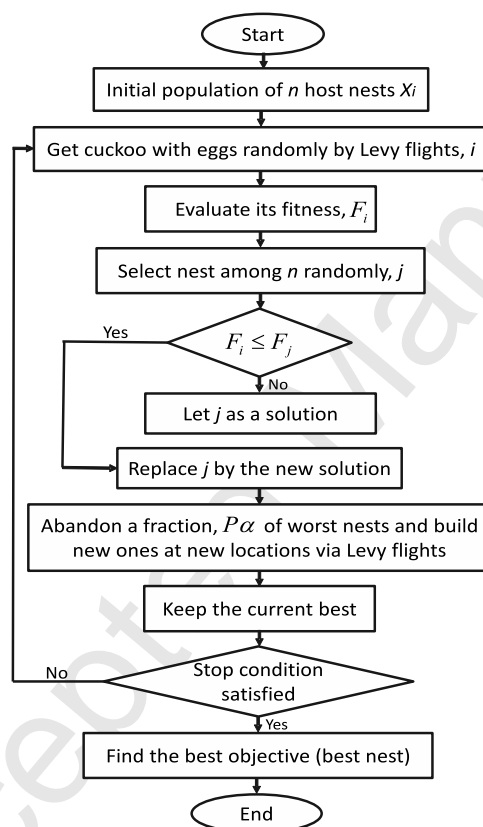 Start
Initial population of n host nests Xi
Get cuckoo with eggs randomly by Levy flights, i
Evaluate its fitness, F_i
Select nest among n randomly, j
Yes
F_i ≤ F_j
No
Let j as a solution
Replace j by the new solution
Abandon a fraction, Pα of worst nests and build
new ones at new locations via Levy flights
Keep the current best
No
Stop condition
satisfied
Yes
Find the best objective (best nest)
End